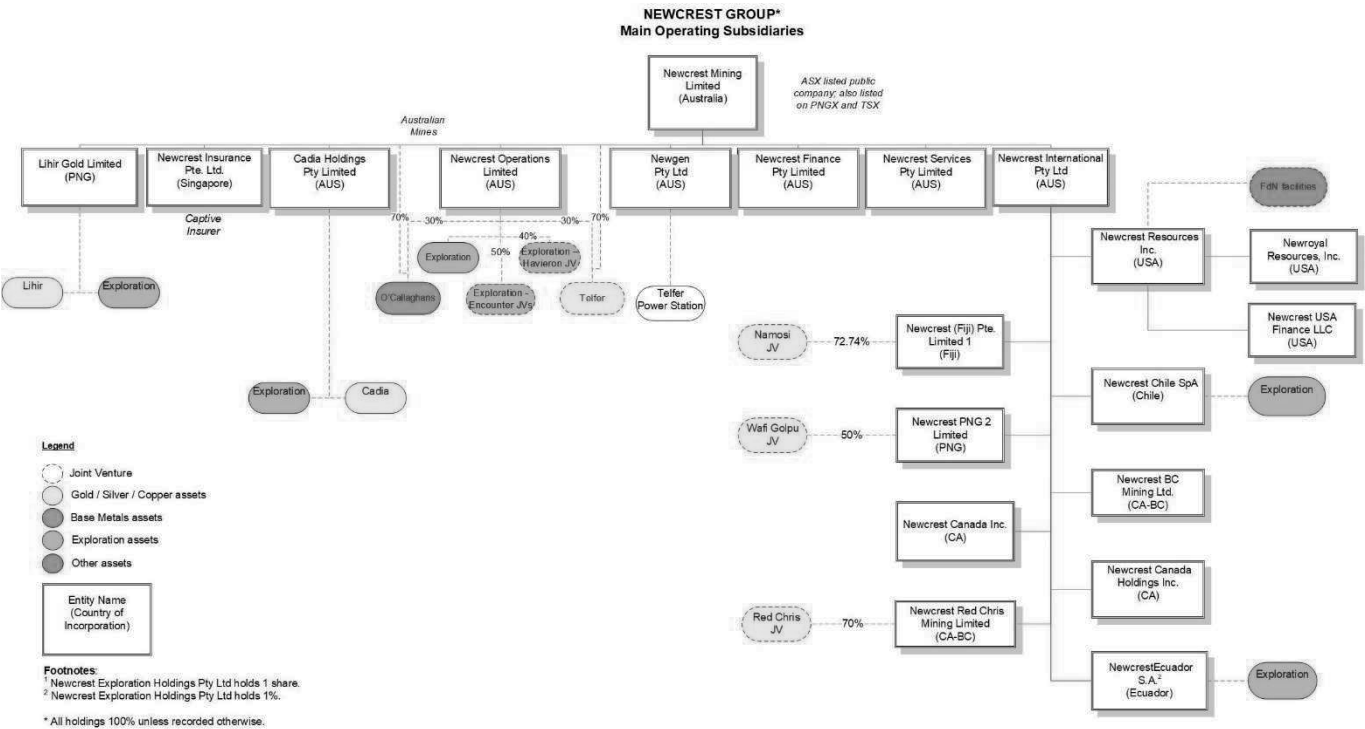 NEWCREST GROUP*
Main Operating Subsidiaries
Newcrest Mining
Limited
(Australia)
ASX listed public
company; also listed
on PNGX and TSX
Australian
Mines
Lihir Gold Limited
(PNG)
Newcrest Insurance
Pte. Ltd.
(Singapore)
Captive
Insurer
Cadia Holdings
Pty Limited
(AUS)
Newcrest Operations
Limited
(AUS)
Newgen
Pty Ltd
(AUS)
Newcrest Finance
Pty Limited
(AUS)
Newcrest Services
Pty Limited
(AUS)
Newcrest International
Pty Ltd
(AUS)
FdN facilities
70%
30%
30%
70%
40%
50%
Exploration
Exploration –
Havieron JV
O'Callaghans
Exploration -
Encounter JVs
Telfer
Telfer
Power Station
Lihir
Exploration
Exploration
Cadia
Newcrest Resources
Inc.
(USA)
Newroyal
Resources, Inc.
(USA)
Newcrest USA
Finance LLC
(USA)
Namosi
JV
72.74%
Newcrest (Fiji) Pte.
Limited 1
(Fiji)
Newcrest Chile SpA
(Chile)
Exploration
Wafi Golpu
JV
50%
Newcrest PNG 2
Limited
(PNG)
Newcrest BC
Mining Ltd.
(CA-BC)
Newcrest Canada Inc.
(CA)
Newcrest Canada
Holdings Inc.
(CA)
Red Chris
JV
70%
Newcrest Red Chris
Mining Limited
(CA-BC)
NewcrestEcuador
S.A.2
(Ecuador)
Exploration
Legend
Joint Venture
Gold / Silver / Copper assets
Base Metals assets
Exploration assets
Other assets
Entity Name
(Country of
Incorporation)
Footnotes:
1 Newcrest Exploration Holdings Pty Ltd holds 1 share.
2 Newcrest Exploration Holdings Pty Ltd holds 1%.
* All holdings 100% unless recorded otherwise.